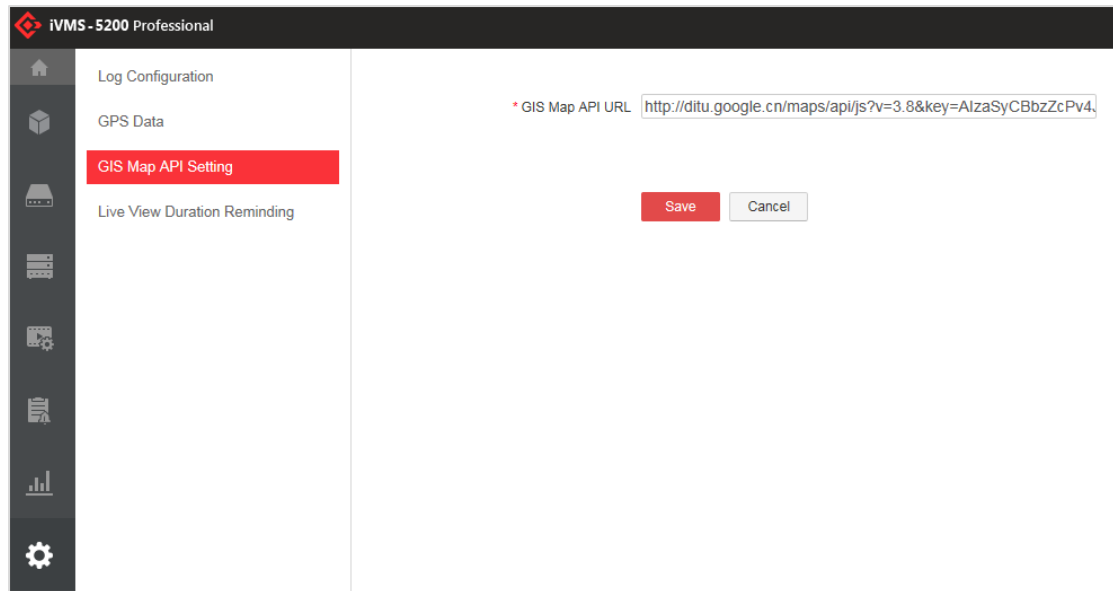 iVMS-5200 Professional
Log Configuration
GPS Data
GIS Map API Setting
Live View Duration Reminding
* GIS Map API URL http://ditu.google.cn/maps/api/js?v=3.8&key=AIzaSyCBbzZcPv4J
Save Cancel